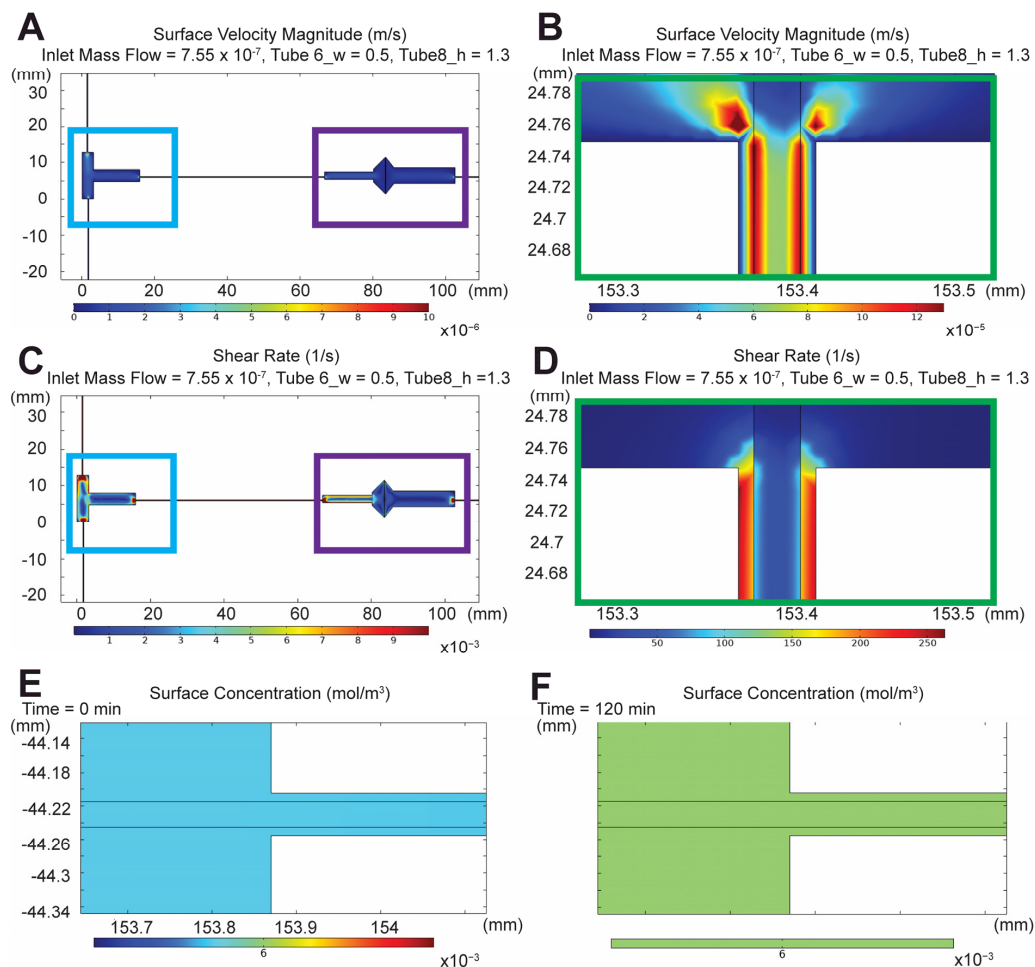 A
Surface Velocity Magnitude (m/s)
Inlet Mass Flow = 7.55 x 10⁻⁷, Tube 6_w = 0.5, Tube8_h = 1.3
(mm)
30
20
10
0
-10
-20
0 20 40 60 80 100 (mm)
0 1 2 3 4 5 6 7 8 9 10
x10⁻⁶
B
Surface Velocity Magnitude (m/s)
Inlet Mass Flow = 7.55 x 10⁻⁷, Tube 6_w = 0.5, Tube8_h = 1.3
(mm)
24.78
24.76
24.74
24.72
24.7
24.68
153.3 153.4 153.5 (mm)
0 4 8 12
x10⁻⁵
C
Shear Rate (1/s)
Inlet Mass Flow = 7.55 x 10⁻⁷, Tube 6_w = 0.5, Tube8_h =1.3
(mm)
30
20
10
0
-10
-20
0 20 40 60 80 100 (mm)
1 2 3 4 5 6 7 8 9
x10⁻³
D
Shear Rate (1/s)
Inlet Mass Flow = 7.55 x 10⁻⁷, Tube 6_w = 0.5, Tube8_h = 1.3
(mm)
24.78
24.76
24.74
24.72
24.7
24.68
153.3 153.4 153.5 (mm)
50 100 150 200 250
E
Surface Concentration (mol/m³)
Time = 0 min
(mm)
-44.14
-44.18
-44.22
-44.26
-44.3
-44.34
153.7 153.8 153.9 154 (mm)
6
x10⁻³
F
Surface Concentration (mol/m³)
Time = 120 min
(mm)
(mm)
6
x10⁻³